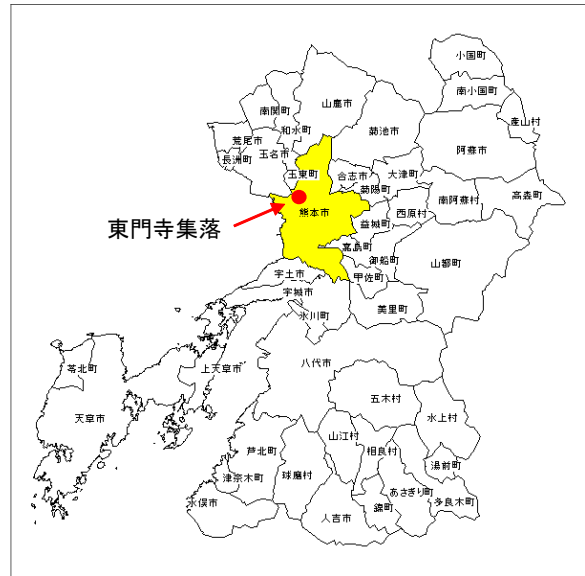 小国町
南小国町
産山村
山鹿市
南関町
和水町
菊池市
荒尾市
玉名市
長洲町
阿蘇市
玉東町
合志市
大津町
菊陽町
南阿蘇村
高森町
熊本市
益城町
西原村
東門寺集落
嘉島町
御船町
山都町
宇土市
甲佐町
宇城市
美里町
氷川町
上天草市
八代市
苓北町
天草市
五木村
水上村
山江村
相良村
湯前町
芦北町
球磨村
あさぎり町
津奈木町
多良木町
水俣市
錦町
人吉市